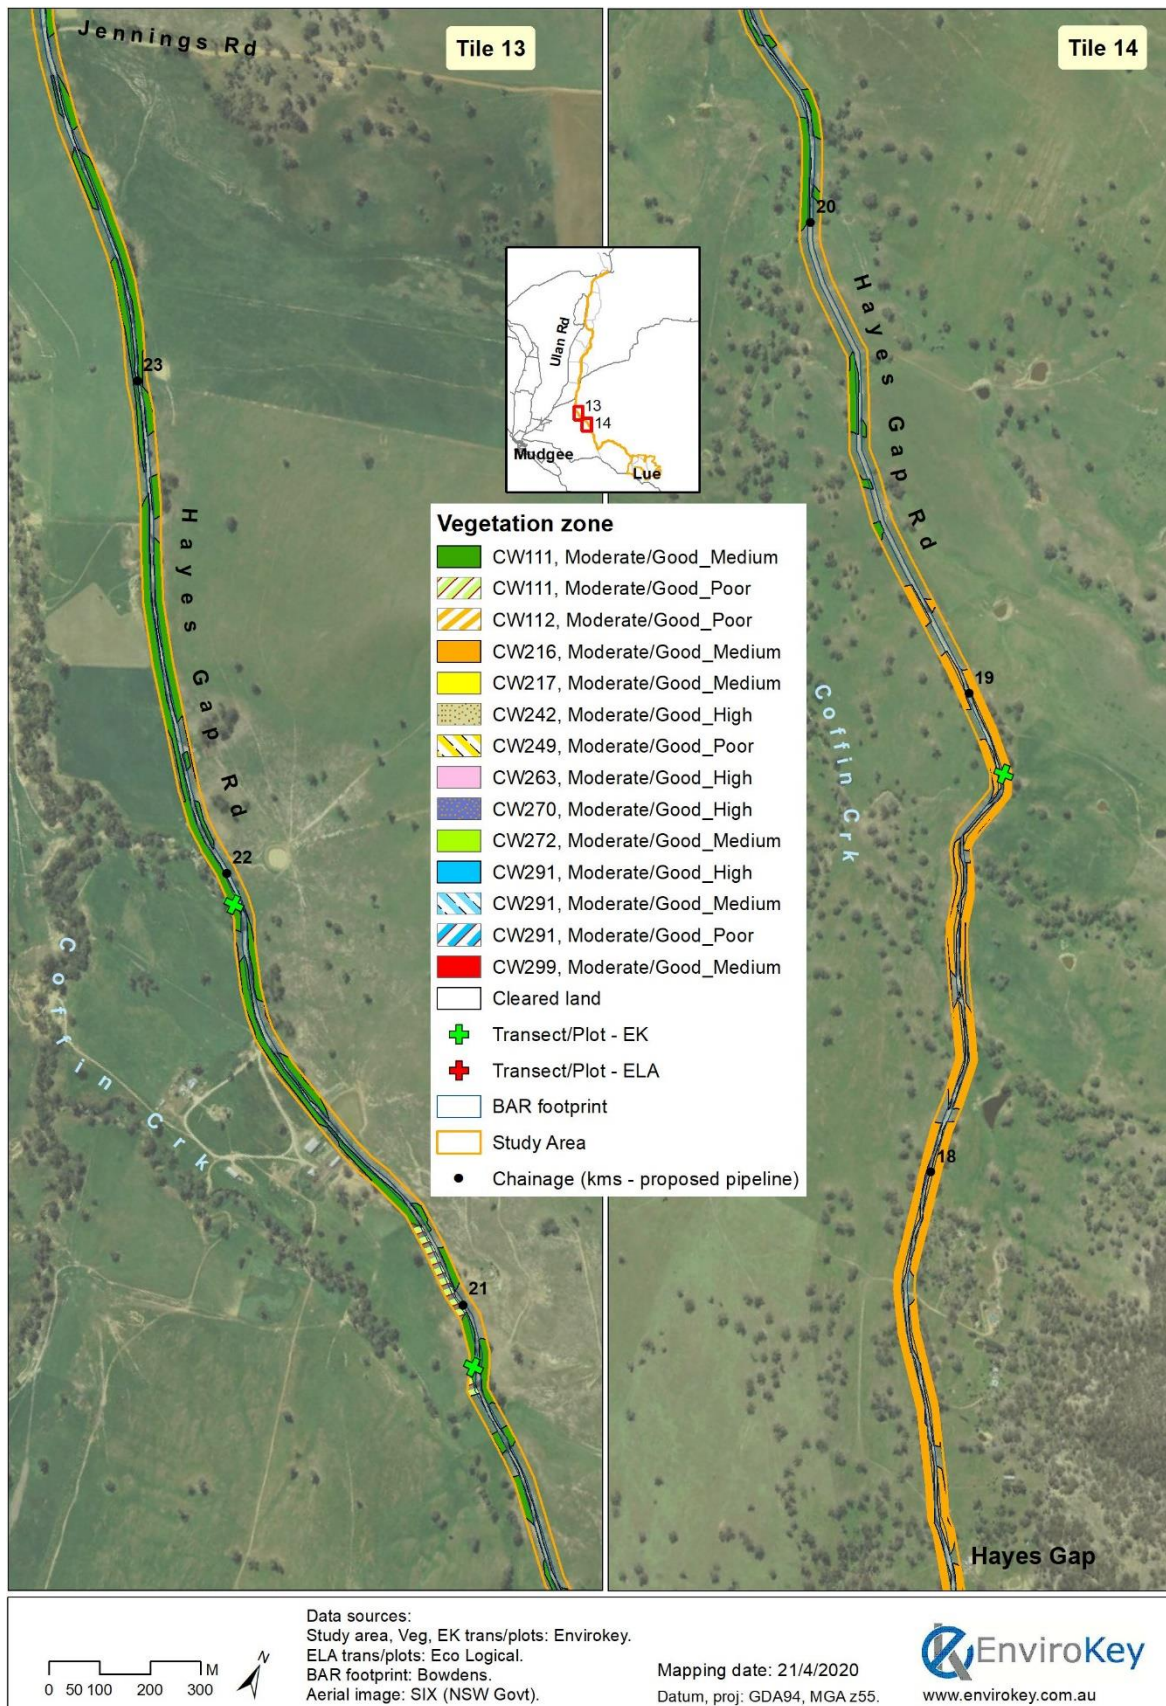 Jennings Rd
Tile 13
23
Hayes Gap Rd
22
Coffin Crk
21
Tile 14
20
Hayes Gap Rd
19
Coffin Crk
18
Hayes Gap
Ulan Rd
13
14
Mudgee
Lue
Vegetation zone
CW111, Moderate/Good_Medium
CW111, Moderate/Good_Poor
CW112, Moderate/Good_Poor
CW216, Moderate/Good_Medium
CW217, Moderate/Good_Medium
CW242, Moderate/Good_High
CW249, Moderate/Good_Poor
CW263, Moderate/Good_High
CW270, Moderate/Good_High
CW272, Moderate/Good_Medium
CW291, Moderate/Good_High
CW291, Moderate/Good_Medium
CW291, Moderate/Good_Poor
CW299, Moderate/Good_Medium
Cleared land
Transect/Plot - EK
Transect/Plot - ELA
BAR footprint
Study Area
Chainage (kms - proposed pipeline)
M
0 50 100 200 300
N
Data sources:
Study area, Veg, EK trans/plots: Envirokey.
ELA trans/plots: Eco Logical.
BAR footprint: Bowdens.
Aerial image: SIX (NSW Govt).
Mapping date: 21/4/2020
Datum, proj: GDA94, MGA z55.
EnviroKey
www.envirokey.com.au